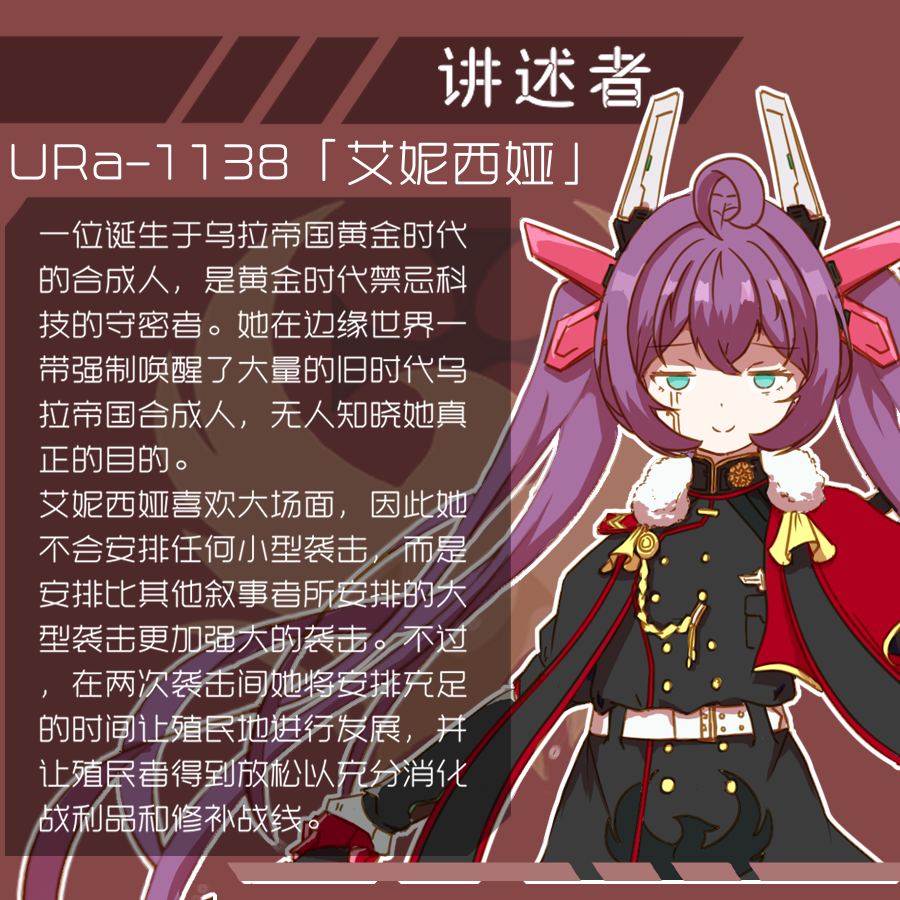 讲述者
URa-1138「艾妮西娅」
一位诞生于乌拉帝国黄金时代
的合成人，是黄金时代禁忌科
技的守密者。她在边缘世界一
带强制唤醒了大量的旧时代乌
拉帝国合成人，无人知晓她真
正的目的。
艾妮西娅喜欢大场面，因此她
不会安排任何小型袭击，而是
安排比其他叙事者所安排的大
型袭击更加强大的袭击。不过
，在两次袭击间她将安排充足
的时间让殖民地进行发展，并
让殖民者得到放松以充分消化
战利品和修补战线。